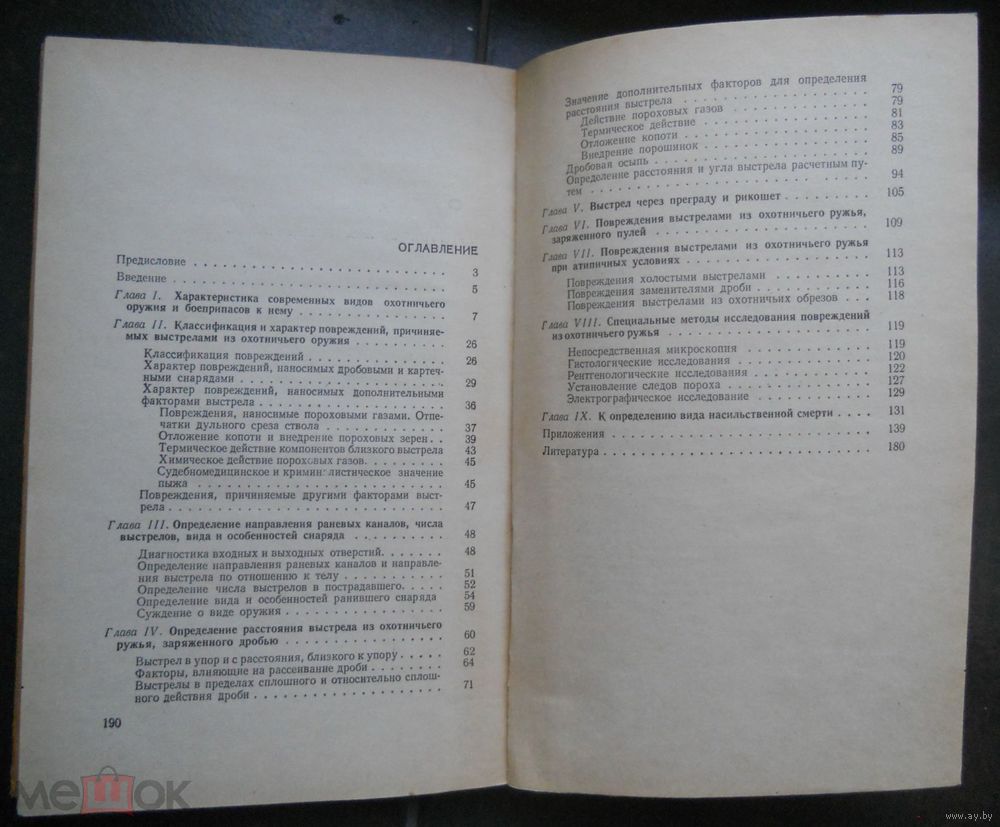 ОГЛАВЛЕНИЕ
Предисловие . . . . . . . . . . . . . . . . . 3
Введение . . . . . . . . . . . . . . . . . . 5
Глава I. Характеристика современных видов охотничьего
оружия и боеприпасов к нему . . . . . . . . . . 7
Глава II. Классификация и характер повреждений, причиняе-
мых выстрелами из охотничьего оружия . . . . . . . 26
Классификация повреждений . . . . . . . . . . 26
Характер повреждений, наносимых дробовыми и картеч-
ными снарядами . . . . . . . . . . . . . . 29
Характер повреждений, наносимых дополнительными
факторами выстрела . . . . . . . . . . . . . 36
Повреждения, наносимые пороховыми газами. Отпе-
чатки дульного среза ствола . . . . . . . . . 37
Отложение копоти и внедрение пороховых зерен . . 39
Термическое действие компонентов близкого выстрела 43
Химическое действие пороховых газов. . . . . . 45
Судебномедицинское и криминалистическое значение
пыжа . . . . . . . . . . . . . . . . . 45
Повреждения, причиняемые другими факторами выст-
рела . . . . . . . . . . . . . . . . . . 47
Глава III. Определение направления раневых каналов, числа
выстрелов, вида и особенностей снаряда . . . . . . . 48
Диагностика входных и выходных отверстий. . . . . 48
Определение направления раневых каналов и направле-
ния выстрела по отношению к телу . . . . . . . . 51
Определение числа выстрелов в пострадавшего. . . . 52
Определение вида и особенностей ранившего снаряда 54
Суждение о виде оружия . . . . . . . . . . . 59
Глава IV. Определение расстояния выстрела из охотничьего
ружья, заряженного дробью . . . . . . . . . . . 60
Выстрел в упор и с расстояния, близкого к упору . . . 62
Факторы, влияющие на рассеивание дроби . . . . . 64
Выстрелы в пределах сплошного и относительно сплош-
ного действия дроби . . . . . . . . . . . . . 71
190
Значение дополнительных факторов для определения
расстояния выстрела . . . . . . . . . . . . . 79
Действие пороховых газов . . . . . . . . . . 79
Термическое действие . . . . . . . . . . . 81
Отложение копоти . . . . . . . . . . . . . 83
Внедрение порошинок . . . . . . . . . . . . 85
Дробовая осыпь . . . . . . . . . . . . . . . 89
Определение расстояния и угла выстрела расчетным пу-
тем . . . . . . . . . . . . . . . . . . . 94
Глава V. Выстрел через преграду и рикошет . . . . . . 105
Глава VI. Повреждения выстрелами из охотничьего ружья,
заряженного пулей . . . . . . . . . . . . . . 109
Глава VII. Повреждения выстрелами из охотничьего ружья
при атипичных условиях . . . . . . . . . . . . 113
Повреждения холостыми выстрелами . . . . . . . 113
Повреждения заменителями дроби . . . . . . . . 116
Повреждения выстрелами из охотничьих обрезов . . . 118
Глава VIII. Специальные методы исследования повреждений
из охотничьего ружья . . . . . . . . . . . . . 119
Непосредственная микроскопия . . . . . . . . . 119
Гистологические исследования . . . . . . . . . 120
Рентгенологические исследования . . . . . . . . 122
Установление следов пороха . . . . . . . . . . 127
Электрографическое исследование . . . . . . . . 129
Глава IX. К определению вида насильственной смерти . . . . 131
Приложения . . . . . . . . . . . . . . . . . 139
Литература . . . . . . . . . . . . . . . . . 180
мешок
www.ay.by